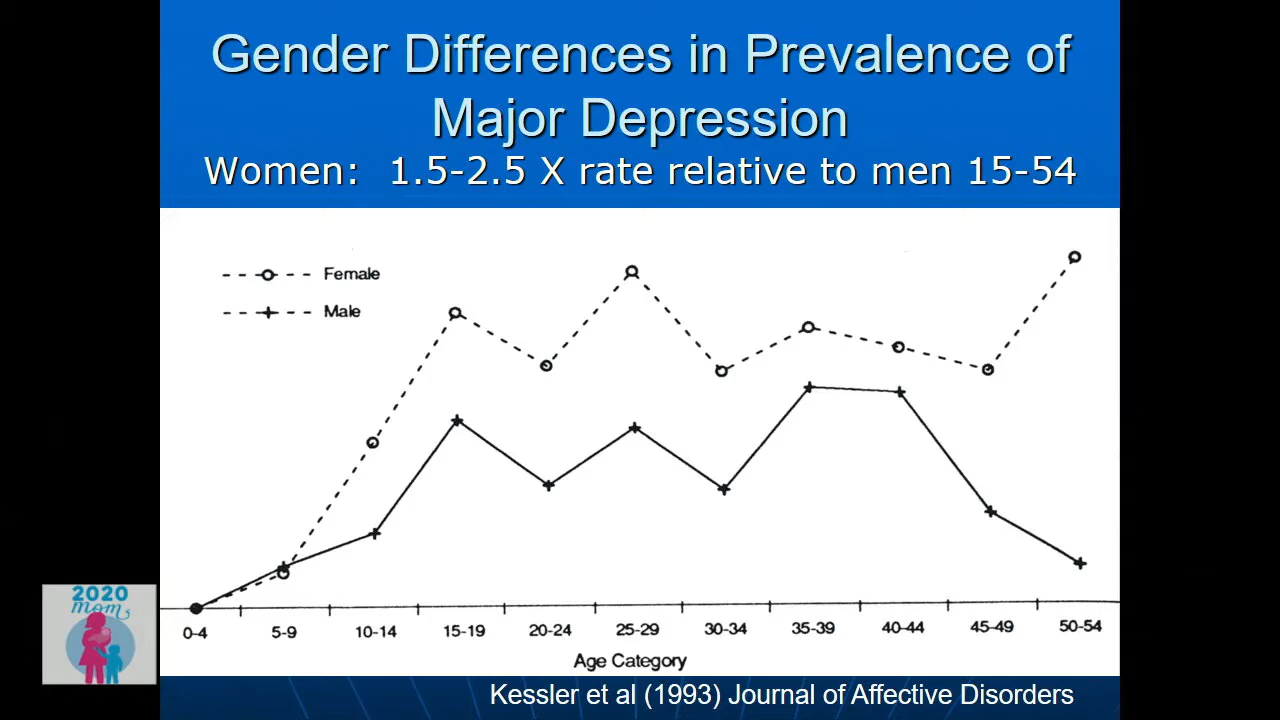 Gender Differences in Prevalence of
Major Depression
Women: 1.5-2.5 X rate relative to men 15-54
Female
Male
0-4 5-9 10-14 15-19 20-24 25-29 30-34 35-39 40-44 45-49 50-54
Age Category
2020
moms
Kessler et al (1993) Journal of Affective Disorders